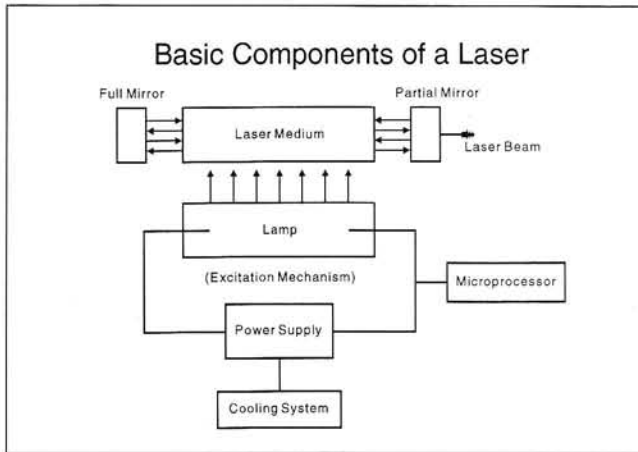 Basic Components of a Laser
Full Mirror
Partial Mirror
Laser Medium
Laser Beam
Lamp
(Excitation Mechanism)
Microprocessor
Power Supply
Cooling System